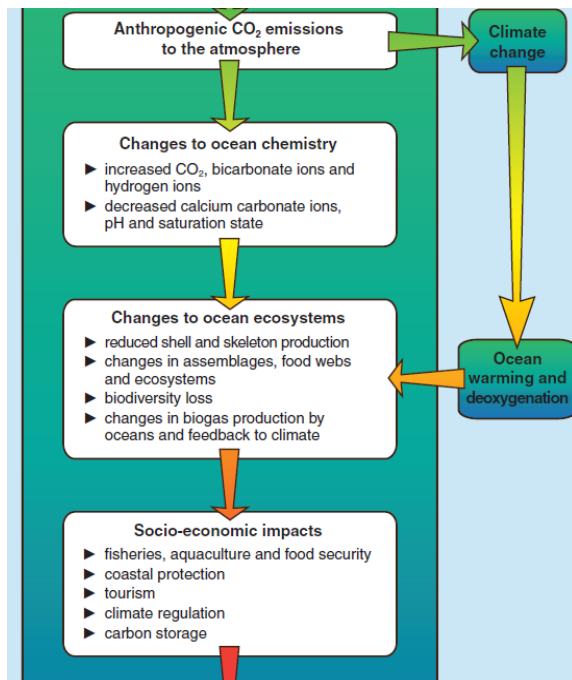 Anthropogenic CO₂ emissions
to the atmosphere
Climate
change
Changes to ocean chemistry
► increased CO₂, bicarbonate ions and
hydrogen ions
► decreased calcium carbonate ions,
pH and saturation state
Changes to ocean ecosystems
► reduced shell and skeleton production
► changes in assemblages, food webs
and ecosystems
► biodiversity loss
► changes in biogas production by
oceans and feedback to climate
Ocean
warming and
deoxygenation
Socio-economic impacts
► fisheries, aquaculture and food security
► coastal protection
► tourism
► climate regulation
► carbon storage